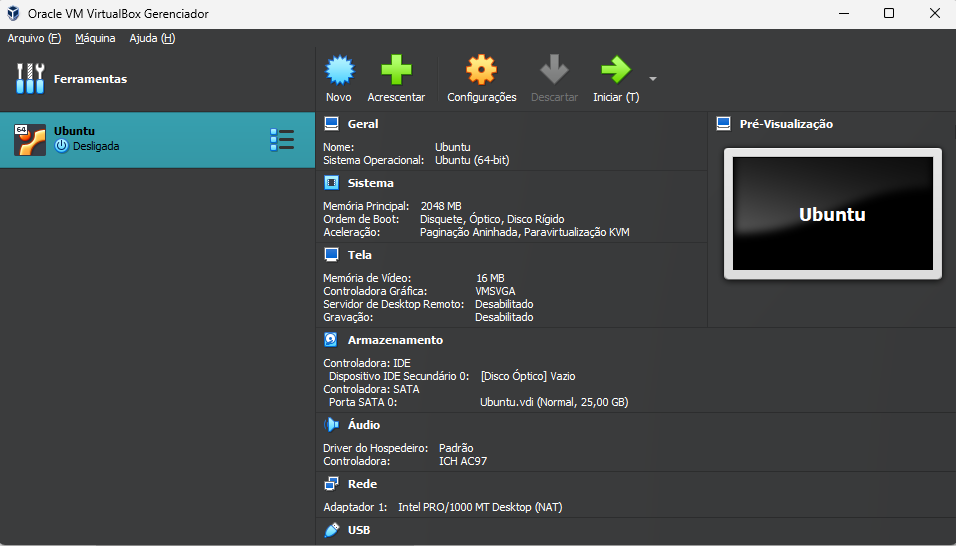 Oracle VM VirtualBox Gerenciador
Arquivo (F) Máquina Ajuda (H)
Ferramentas
64
Ubuntu
Desligada
Novo Acrescentar Configurações Descartar Iniciar (T)
Geral
Nome: Ubuntu
Sistema Operacional: Ubuntu (64-bit)
Sistema
Memória Principal: 2048 MB
Ordem de Boot: Disquete, Óptico, Disco Rígido
Aceleração: Paginação Aninhada, Paravirtualização KVM
Tela
Memória de Vídeo: 16 MB
Controladora Gráfica: VMSVGA
Servidor de Desktop Remoto: Desabilitado
Gravação: Desabilitado
Pré-Visualização
Ubuntu
Armazenamento
Controladora: IDE
Dispositivo IDE Secundário 0: [Disco Óptico] Vazio
Controladora: SATA
Porta SATA 0: Ubuntu.vdi (Normal, 25,00 GB)
Áudio
Driver do Hospedeiro: Padrão
Controladora: ICH AC97
Rede
Adaptador 1: Intel PRO/1000 MT Desktop (NAT)
USB